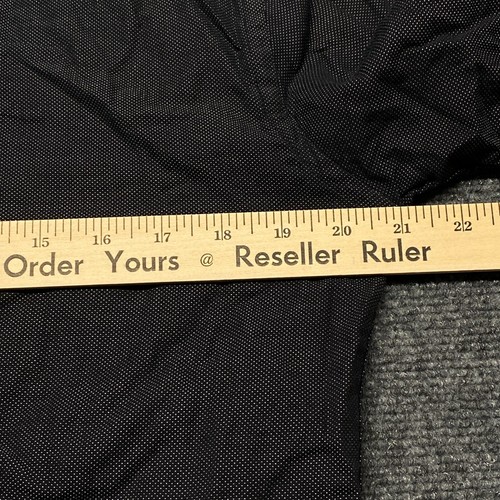 15 16 17 18 19 20 21 22
Order Yours @ Reseller Ruler